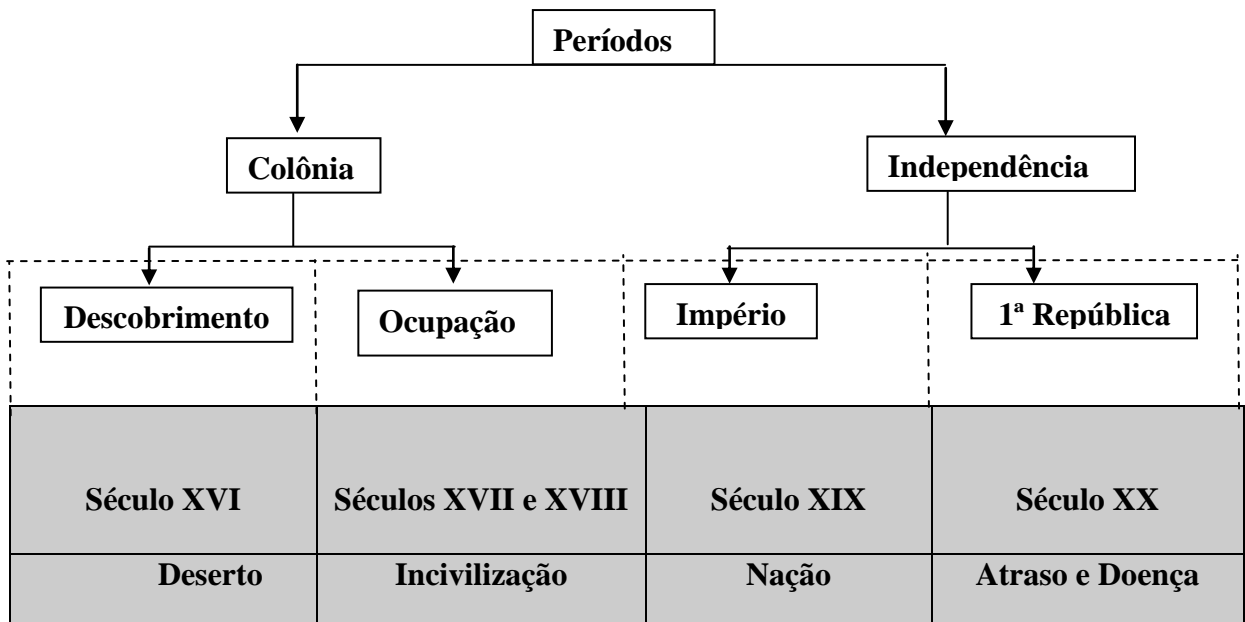 Períodos
Colônia
Independência
Descobrimento
Ocupação
Império
1ª República
Século XVI
Séculos XVII e XVIII
Século XIX
Século XX
Deserto
Incivilização
Nação
Atraso e Doença